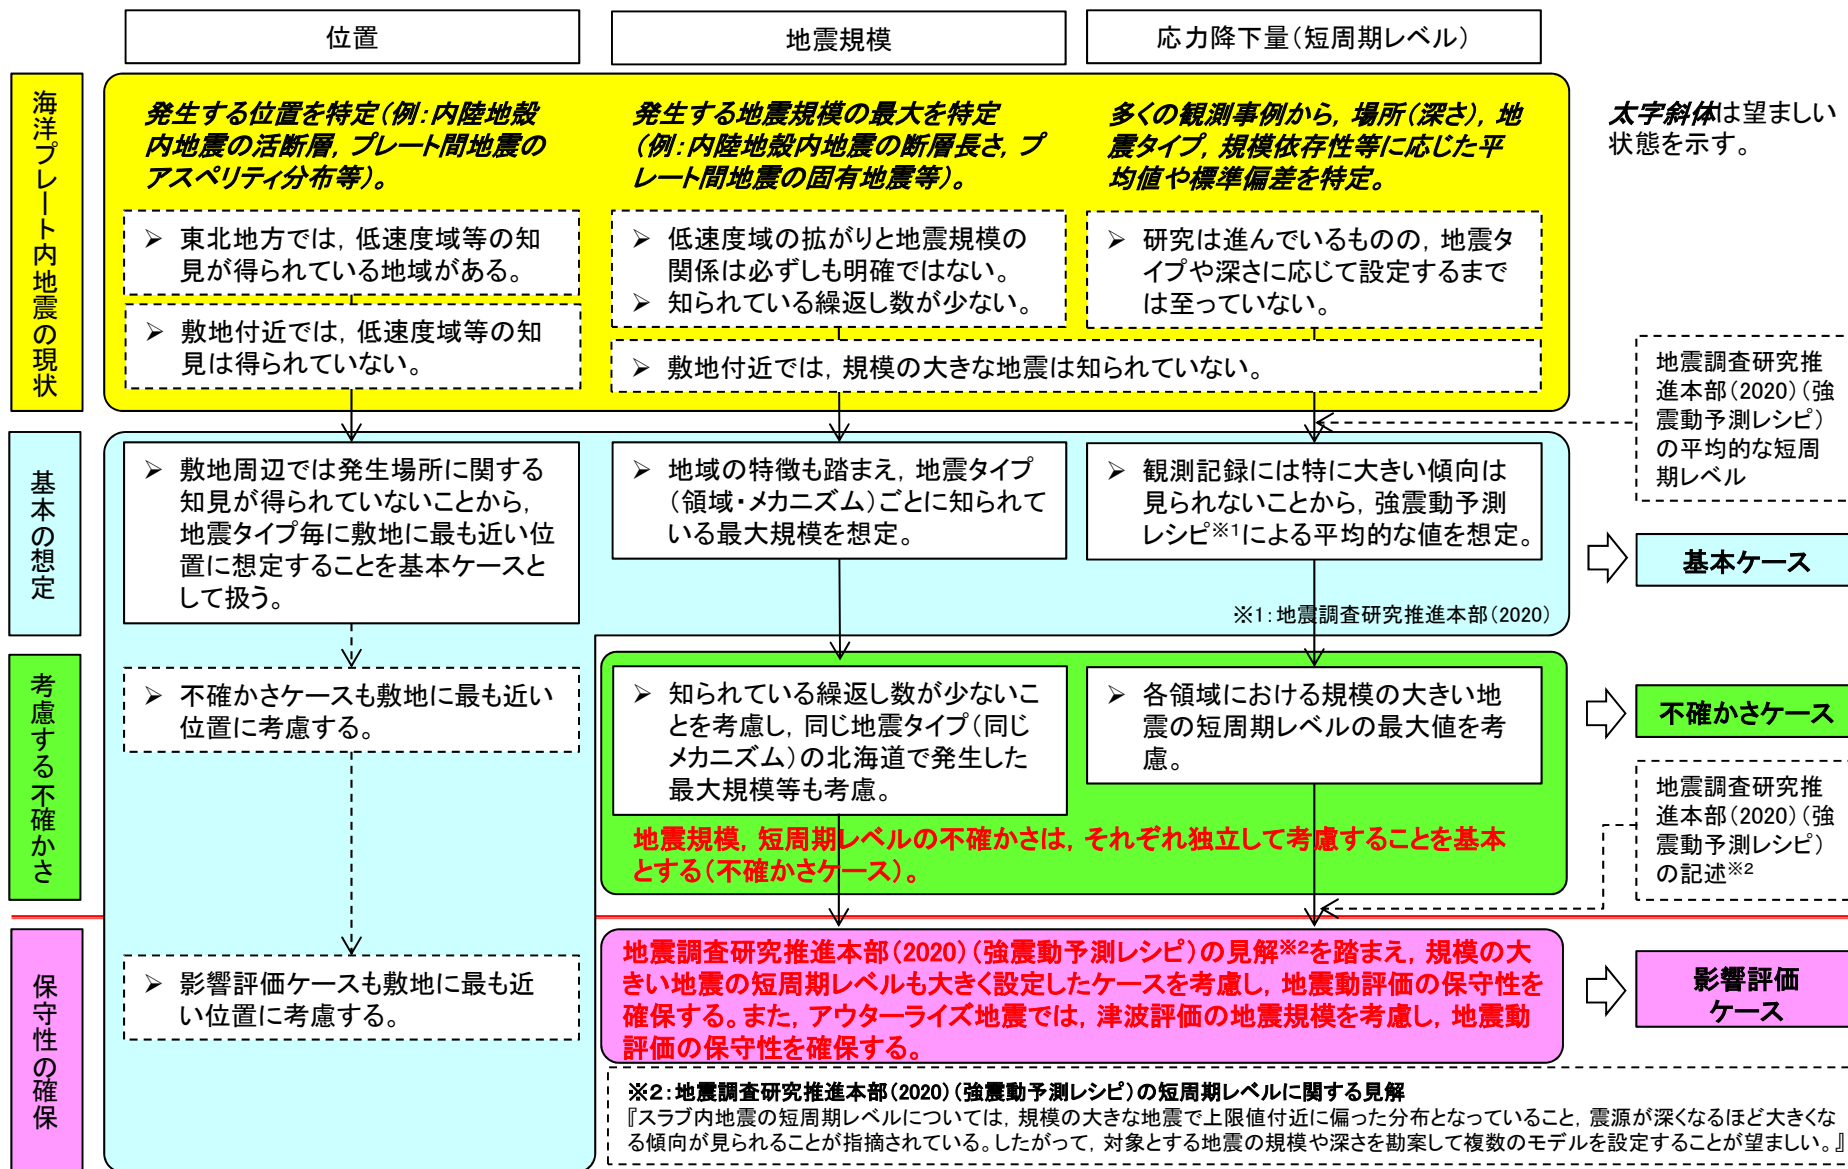 位置
地震規模
応力降下量(短周期レベル)
海洋プレート内地震の現状
発生する位置を特定(例:内陸地殻
内地震の活断層, プレート間地震の
アスペリティ分布等)。
発生する地震規模の最大を特定
(例:内陸地殻内地震の断層長さ, プ
レート間地震の固有地震等)。
多くの観測事例から, 場所(深さ), 地
震タイプ, 規模依存性等に応じた平
均値や標準偏差を特定。
太字斜体は望ましい
状態を示す。
➢ 東北地方では, 低速度域等の知
見が得られている地域がある。
➢ 敷地付近では, 低速度域等の知
見は得られていない。
➢ 低速度域の拡がりと地震規模の
関係は必ずしも明確ではない。
➢ 知られている繰返し数が少ない。
➢ 研究は進んでいるものの, 地震タ
イプや深さに応じて設定するまで
は至っていない。
➢ 敷地付近では, 規模の大きな地震は知られていない。
地震調査研究推
進本部(2020)(強
震動予測レシピ)
の平均的な短周
期レベル
基本の想定
➢ 敷地周辺では発生場所に関する
知見が得られていないことから,
地震タイプ毎に敷地に最も近い位
置に想定することを基本ケースと
して扱う。
➢ 地域の特徴も踏まえ, 地震タイプ
(領域・メカニズム)ごとに知られて
いる最大規模を想定。
➢ 観測記録には特に大きい傾向は
見られないことから, 強震動予測
レシピ※1による平均的な値を想定。
※1:地震調査研究推進本部(2020)
基本ケース
考慮する不確かさ
➢ 不確かさケースも敷地に最も近い
位置に考慮する。
➢ 知られている繰返し数が少ないこ
とを考慮し, 同じ地震タイプ(同じ
メカニズム)の北海道で発生した
最大規模等も考慮。
➢ 各領域における規模の大きい地
震の短周期レベルの最大値を考
慮。
地震規模, 短周期レベルの不確かさは, それぞれ独立して考慮することを基本
とする(不確かさケース)。
不確かさケース
地震調査研究推
進本部(2020)(強
震動予測レシピ)
の記述※2
保守性の確保
➢ 影響評価ケースも敷地に最も近
い位置に考慮する。
地震調査研究推進本部(2020)(強震動予測レシピ)の見解※2を踏まえ, 規模の大
きい地震の短周期レベルも大きく設定したケースを考慮し, 地震動評価の保守性を
確保する。また, アウターライズ地震では, 津波評価の地震規模を考慮し, 地震動
評価の保守性を確保する。
影響評価
ケース
※2:地震調査研究推進本部(2020)(強震動予測レシピ)の短周期レベルに関する見解
『スラブ内地震の短周期レベルについては, 規模の大きな地震で上限値付近に偏った分布となっていること, 震源が深くなるほど大きくな
る傾向が見られることが指摘されている。したがって, 対象とする地震の規模や深さを勘案して複数のモデルを設定することが望ましい。』